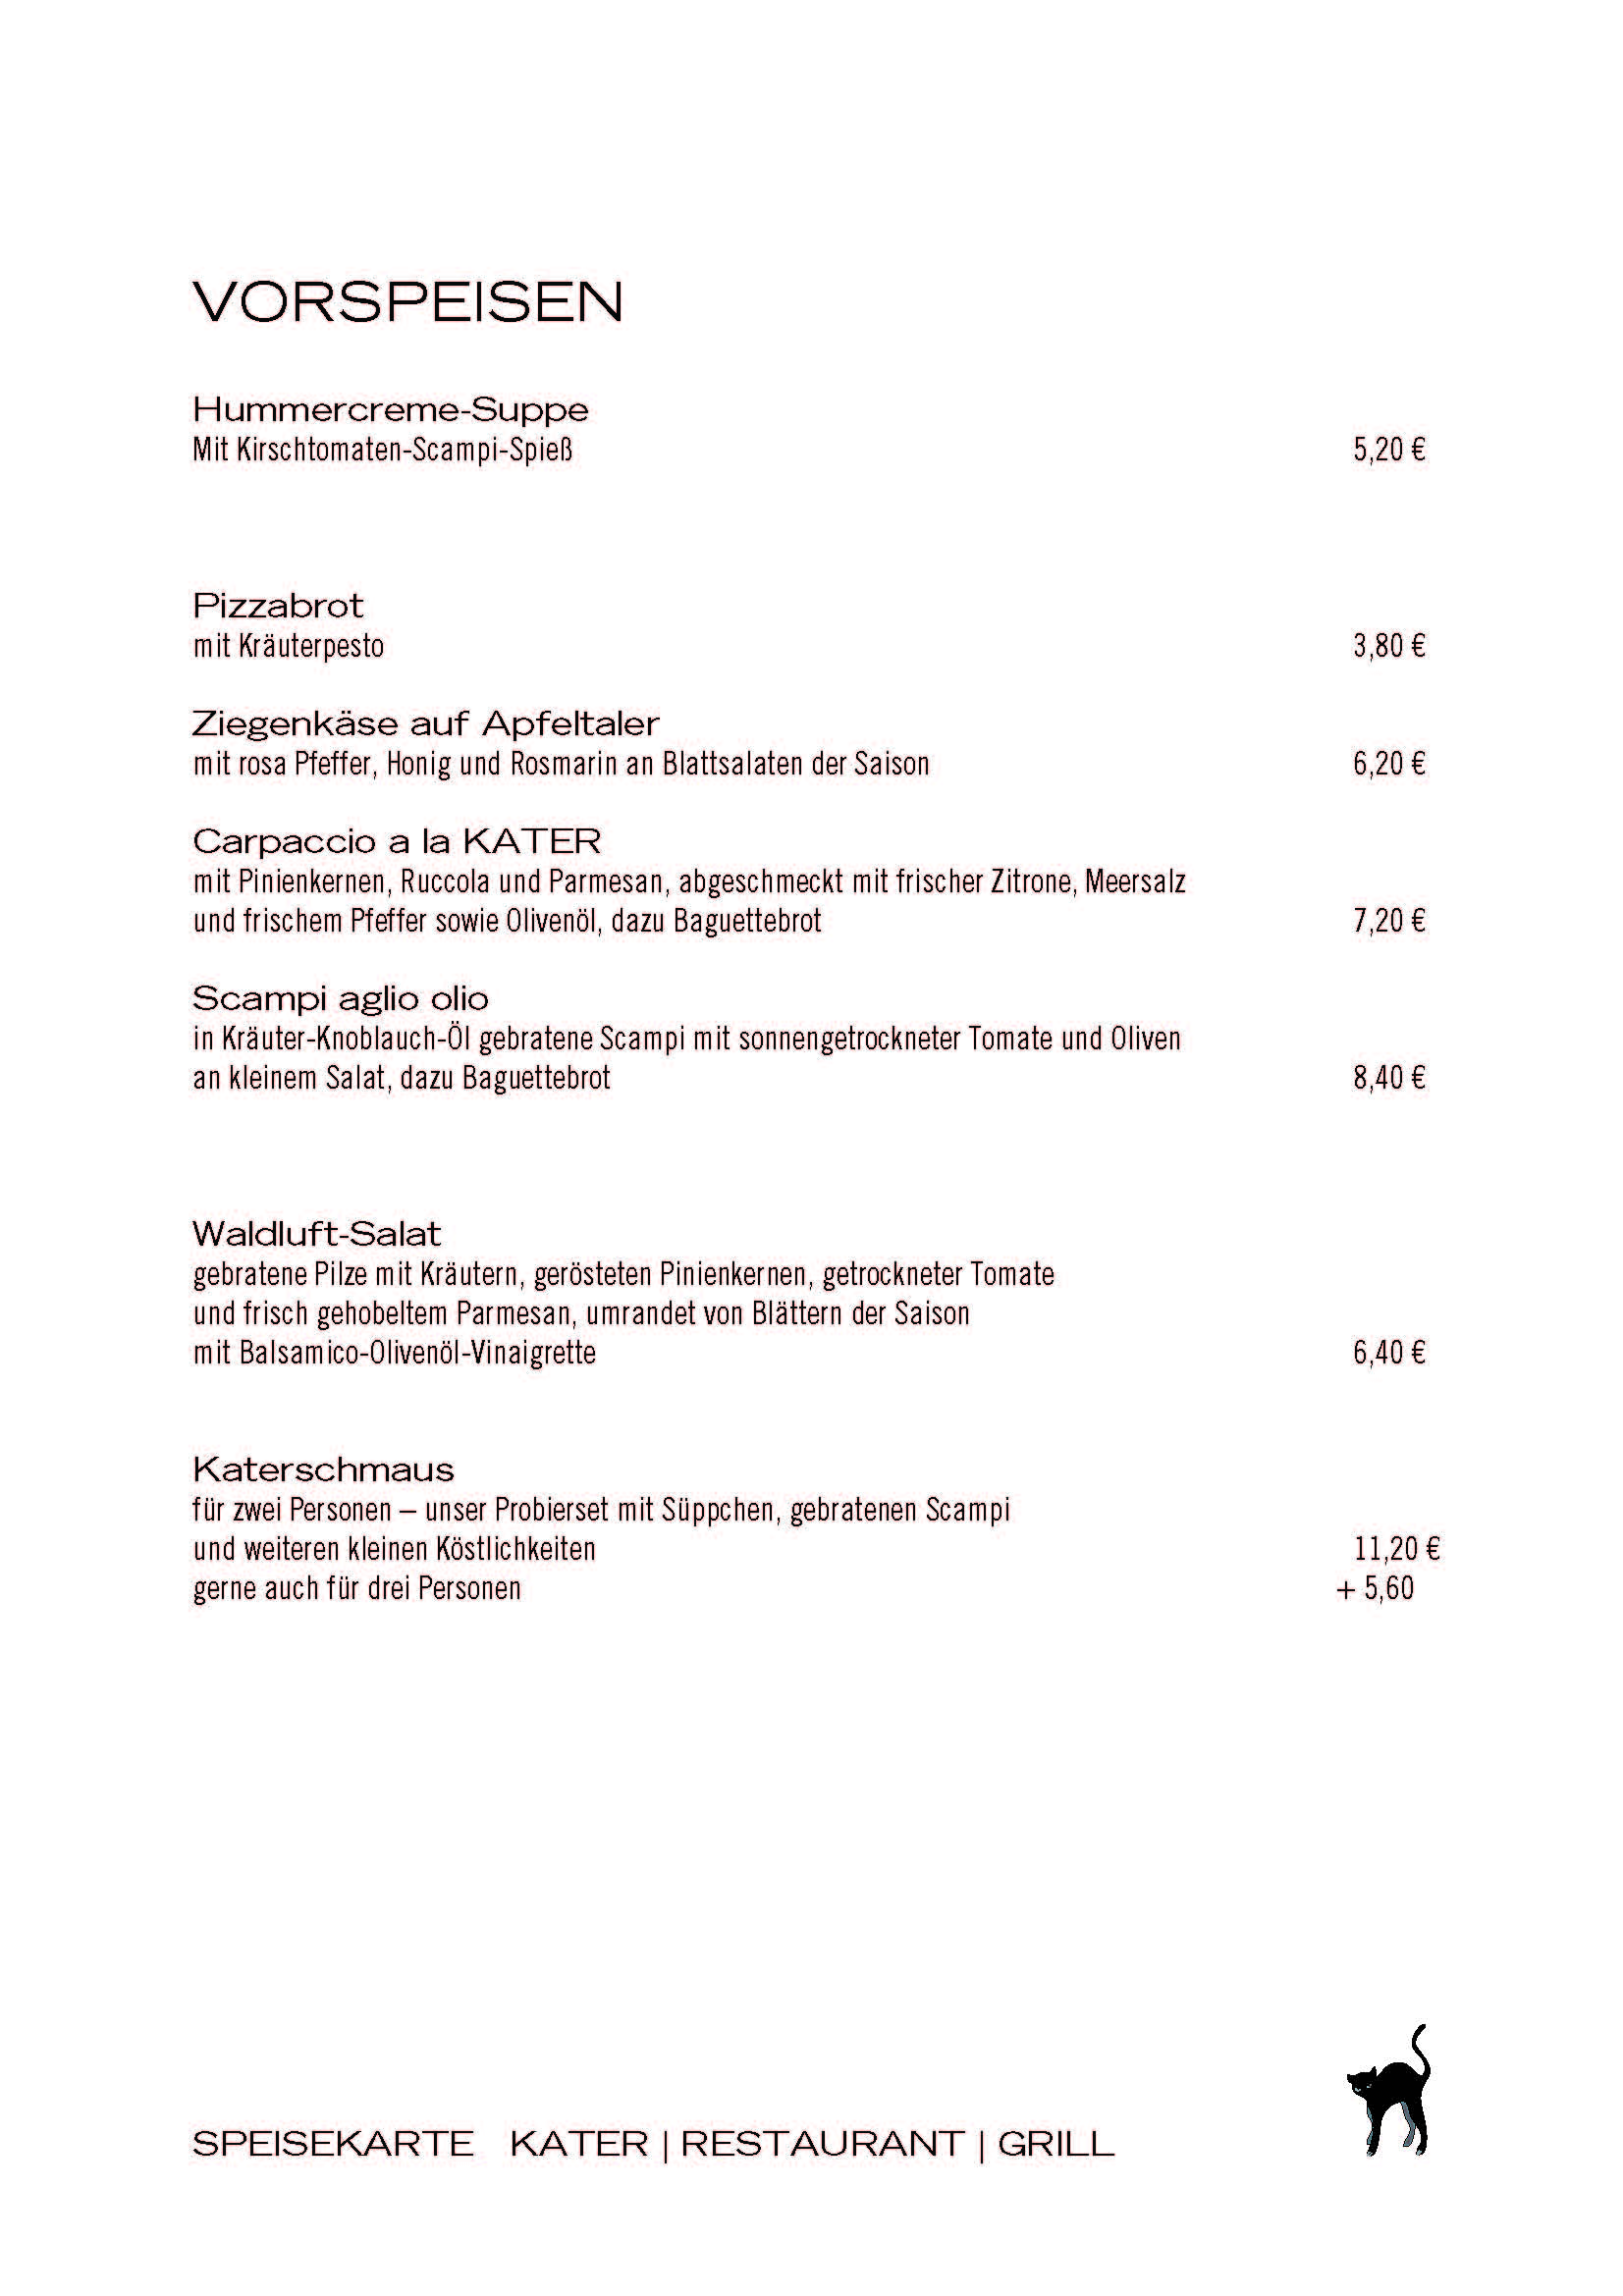 VORSPEISEN
Hummercreme-Suppe
Mit Kirschtomaten-Scampi-Spieß 5,20 €
Pizzabrot
mit Kräuterpesto 3,80 €
Ziegenkäse auf Apfeltaler
mit rosa Pfeffer, Honig und Rosmarin an Blattsalaten der Saison 6,20 €
Carpaccio a la KATER
mit Pinienkernen, Ruccola und Parmesan, abgeschmeckt mit frischer Zitrone, Meersalz
und frischem Pfeffer sowie Olivenöl, dazu Baguettebrot 7,20 €
Scampi aglio olio
in Kräuter-Knoblauch-Öl gebratene Scampi mit sonnengetrockneter Tomate und Oliven
an kleinem Salat, dazu Baguettebrot 8,40 €
Waldluft-Salat
gebratene Pilze mit Kräutern, gerösteten Pinienkernen, getrockneter Tomate
und frisch gehobeltem Parmesan, umrandet von Blättern der Saison
mit Balsamico-Olivenöl-Vinaigrette 6,40 €
Katerschmaus
für zwei Personen – unser Probierset mit Süppchen, gebratenen Scampi
und weiteren kleinen Köstlichkeiten 11,20 €
gerne auch für drei Personen + 5,60
SPEISEKARTE KATER | RESTAURANT | GRILL